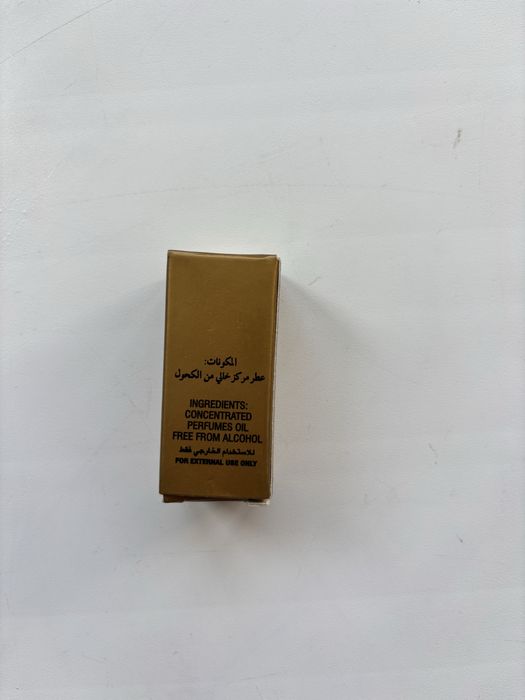 المكونات:
عطر مركز خالي من الكحول
INGREDIENTS:
CONCENTRATED
PERFUMES OIL
FREE FROM ALCOHOL
للاستخدام الخارجي فقط
FOR EXTERNAL USE ONLY